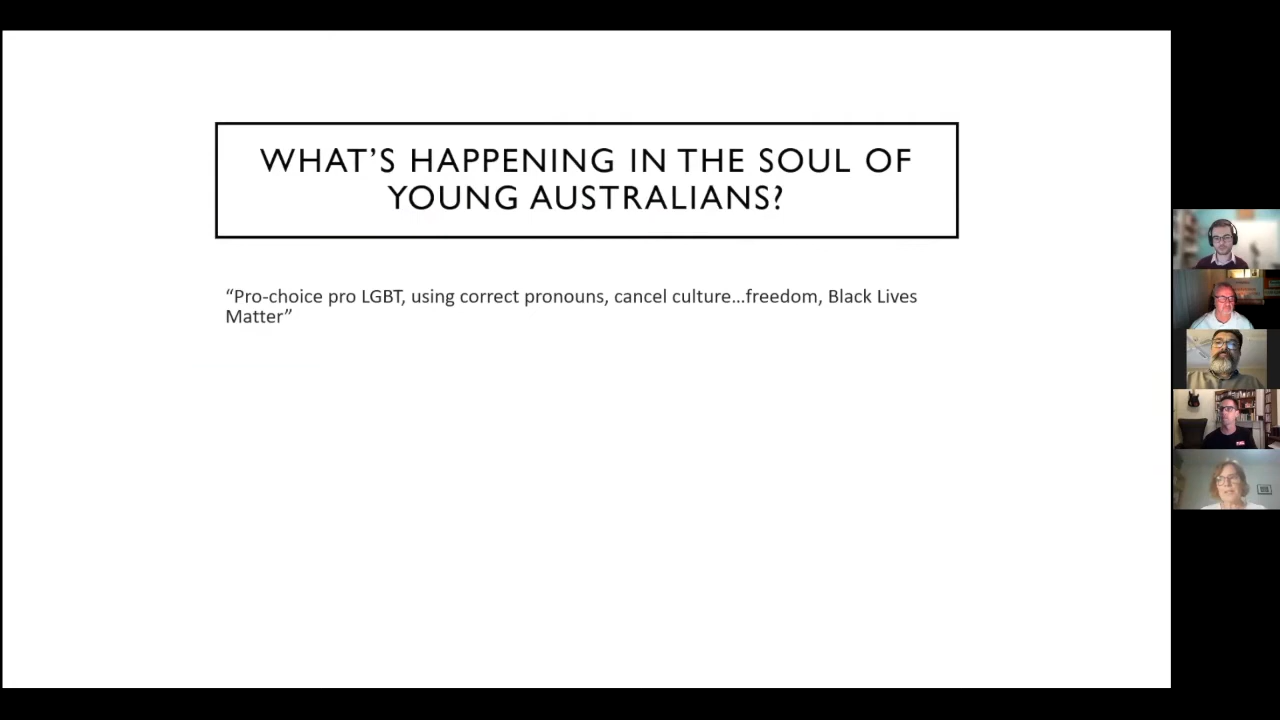 WHAT'S HAPPENING IN THE SOUL OF
YOUNG AUSTRALIANS?
“Pro-choice pro LGBT, using correct pronouns, cancel culture…freedom, Black Lives
Matter”